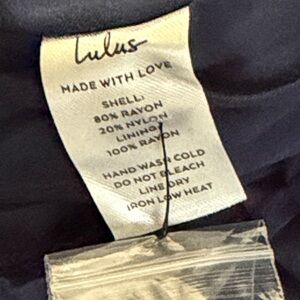 Lulus
MADE WITH LOVE
SHELL:
80% RAYON
20% NYLON
LINING:
100% RAYON
HAND WASH COLD
DO NOT BLEACH
LINE DRY
IRON LOW HEAT